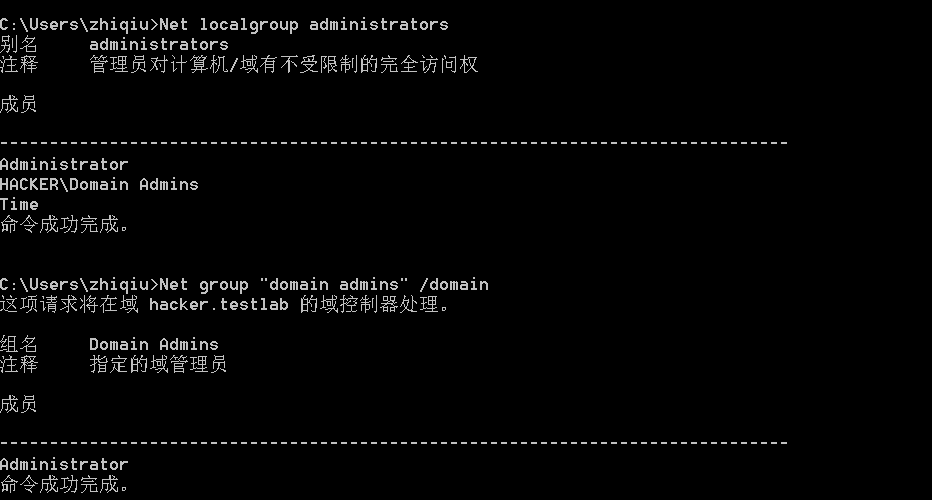 C:\Users\zhiqiu>Net localgroup administrators
别名     administrators
注释     管理员对计算机/域有不受限制的完全访问权
成员
-------------------------------------------------------------------------------
Administrator
HACKER\Domain Admins
Time
命令成功完成。
C:\Users\zhiqiu>Net group "domain admins" /domain
这项请求将在域 hacker.testlab 的域控制器处理。
组名     Domain Admins
注释     指定的域管理员
成员
-------------------------------------------------------------------------------
Administrator
命令成功完成。